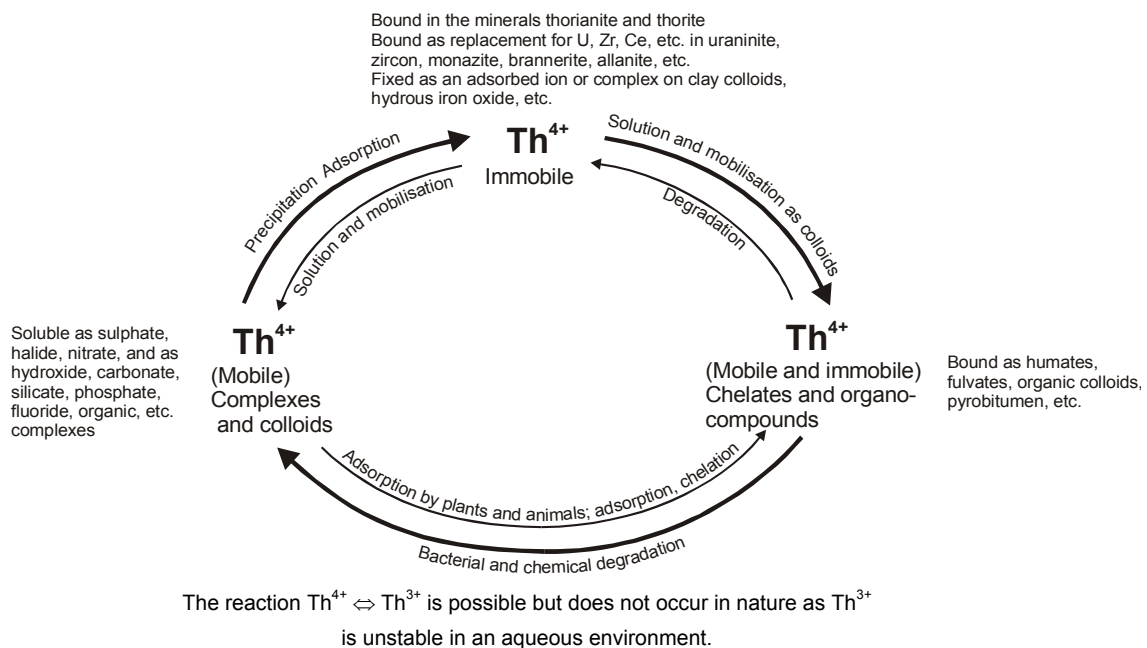 Bound in the minerals thorianite and thorite
Bound as replacement for U, Zr, Ce, etc. in uraninite,
zircon, monazite, brannerite, allanite, etc.
Fixed as an adsorbed ion or complex on clay colloids,
hydrous iron oxide, etc.
Th⁴⁺
Immobile
Precipitation Adsorption
Solution and mobilisation
Solution and mobilisation as colloids
Degradation
Soluble as sulphate,
halide, nitrate, and as
hydroxide, carbonate,
silicate, phosphate,
fluoride, organic, etc.
complexes
Th⁴⁺
(Mobile)
Complexes
and colloids
Th⁴⁺
(Mobile and immobile)
Chelates and organo-
compounds
Bound as humates,
fulvates, organic colloids,
pyrobitumen, etc.
Adsorption by plants and animals; adsorption, chelation
Bacterial and chemical degradation
The reaction Th⁴⁺ ⇔ Th³⁺ is possible but does not occur in nature as Th³⁺
is unstable in an aqueous environment.